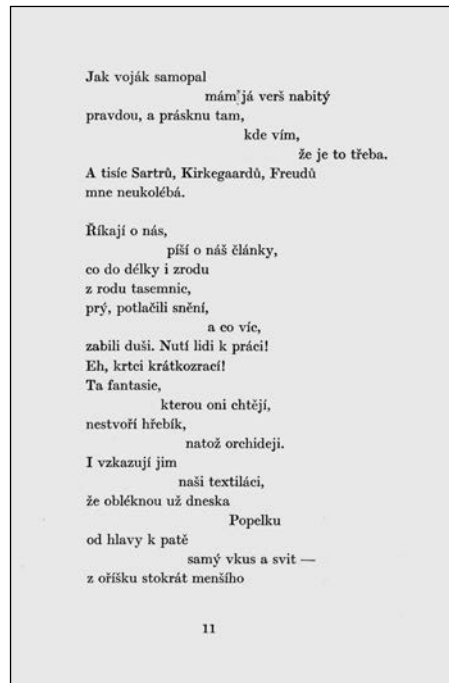 Jak voják samopal
mám já verš nabitý
pravdou, a prásknu tam,
kde vím,
že je to třeba.
A tisíc Sartrů, Kirkegaardů, Freudů
mne neukolébá.
Říkají o nás,
píší o náš články,
co do délky i zrodu
z rodu tasemnic,
prý, potlačili snění,
a co víc,
zabili duši. Nutí lidi k práci!
Eh, krtci krátkozrací!
Ta fantasie,
kterou oni chtějí,
nestvoří hřebík,
natož orchideji.
I vzkazují jim
naši textiláci,
že obléknou už dneska
Popelku
od hlavy k patě
samý vkus a svit —
z oříšku stokrát menšího
11